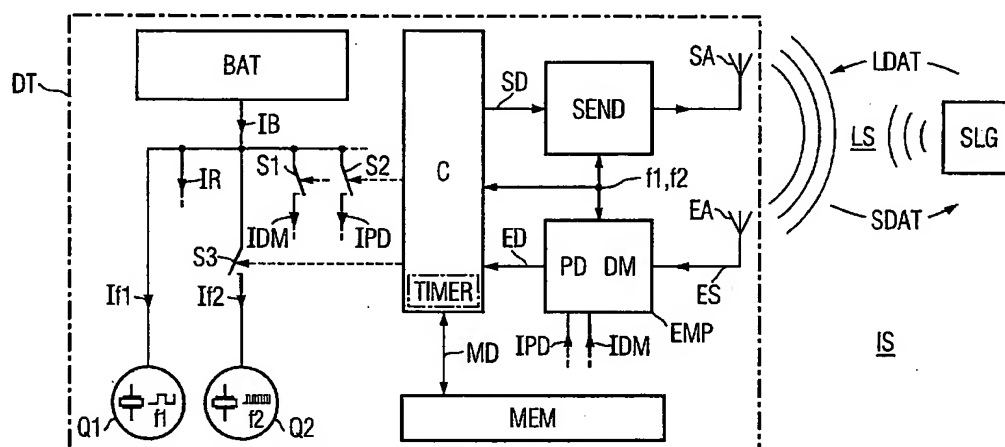 DT
BAT
IB
IR
S1
S2
IDM
IPD
S3
If1
If2
Q1
f1
f2
Q2
C
TIMER
SD
SEND
SA
f1,f2
ED
PD DM
EA
ES
EMP
IPD
IDM
MD
MEM
LDAT
LS
SLG
SDAT
IS